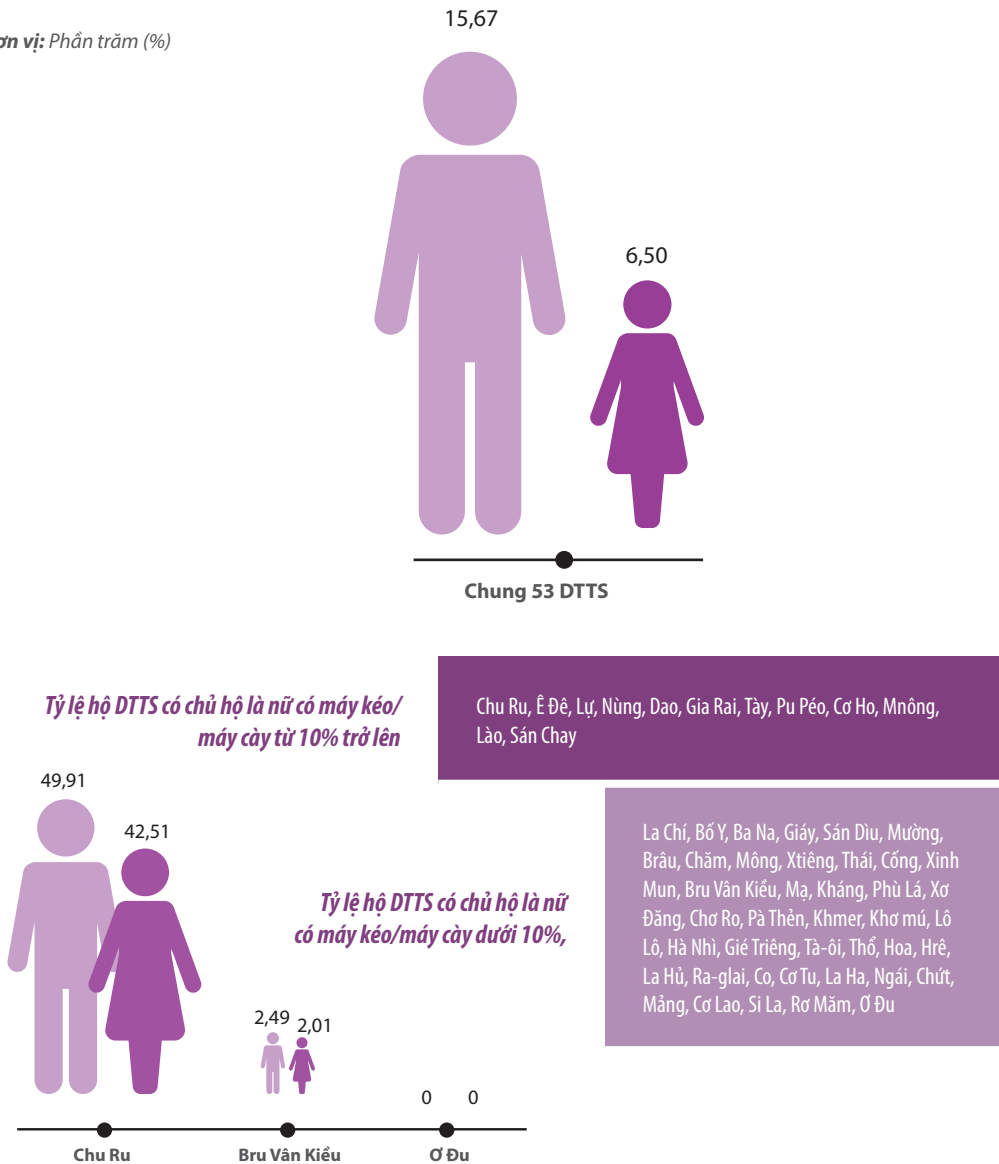 15,67
ơn vị: Phần trăm (%)
6,50
Chung 53 DTTS
Tỷ lệ hộ DTTS có chủ hộ là nữ có máy kéo/
máy cày từ 10% trở lên
Chu Ru, Ê Đê, Lự, Nùng, Dao, Gia Rai, Tày, Pu Péo, Cơ Ho, Mnông,
Lào, Sán Chay
49,91
42,51
Tỷ lệ hộ DTTS có chủ hộ là nữ
có máy kéo/máy cày dưới 10%,
La Chí, Bố Y, Ba Na, Giáy, Sán Dìu, Mường,
Brâu, Chăm, Mông, Xtiêng, Thái, Cống, Xinh
Mun, Bru Vân Kiều, Mạ, Kháng, Phù Lá, Xơ
Đăng, Chơ Ro, Pà Thẻn, Khmer, Khơ mú, Lô
Lô, Hà Nhì, Gié Triêng, Tà-ôi, Thổ, Hoa, Hrê,
La Hủ, Ra-glai, Co, Cơ Tu, La Ha, Ngái, Chứt,
Mảng, Cơ Lao, Si La, Rơ Măm, Ơ Đu
2,49
2,01
0
0
Chu Ru
Bru Vân Kiều
Ơ Đu